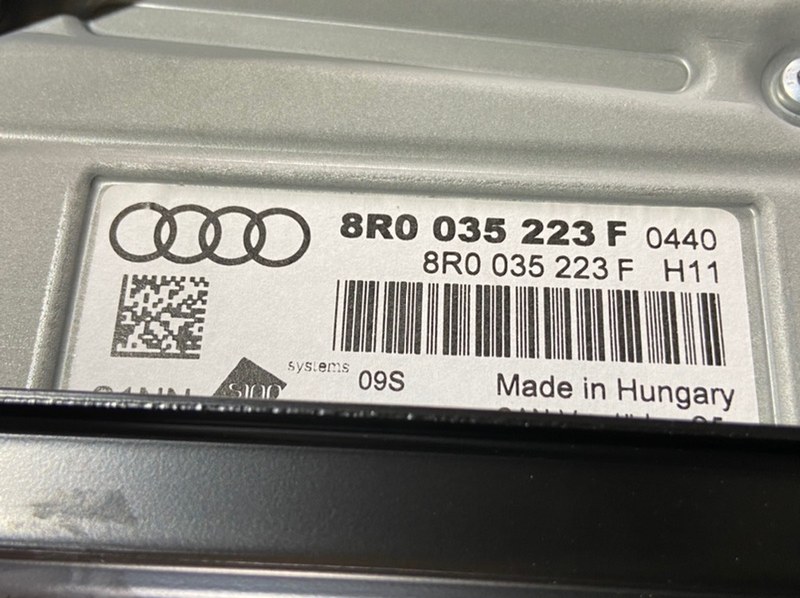 8R0 035 223 F 0440
8R0 035 223 F H11
systems
09S
Made in Hungary